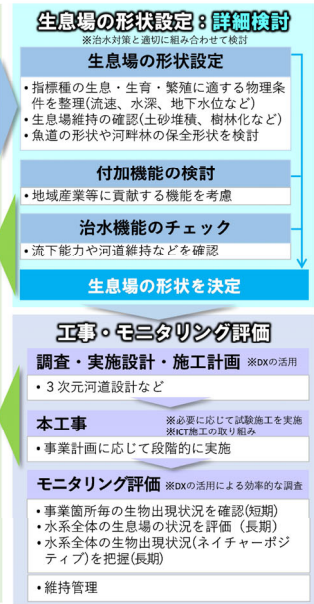 生息場の形状設定：詳細検討
※治水対策と適切に組み合わせて検討
生息場の形状設定
・指標種の生息・生育・繁殖に適する物理条
件を整理(流速、水深、地下水位など)
・生息場維持の確認(土砂堆積、樹林化など)
・魚道の形状や河畔林の保全形状を検討
付加機能の検討
・地域産業等に貢献する機能を考慮
治水機能のチェック
・流下能力や河道維持などを確認
生息場の形状を決定
工事・モニタリング評価
調査・実施設計・施工計画 ※DXの活用
・３次元河道設計など
本工事 ※必要に応じて試験施工を実施
※ICT施工の取り組み
・事業計画に応じて段階的に実施
モニタリング評価 ※DXの活用による効率的な調査
・事業箇所毎の生物出現状況を確認(短期)
・水系全体の生息場の状況を評価（長期）
・水系全体の生物出現状況(ネイチャーポジ
ティブ)を把握(長期)
・維持管理